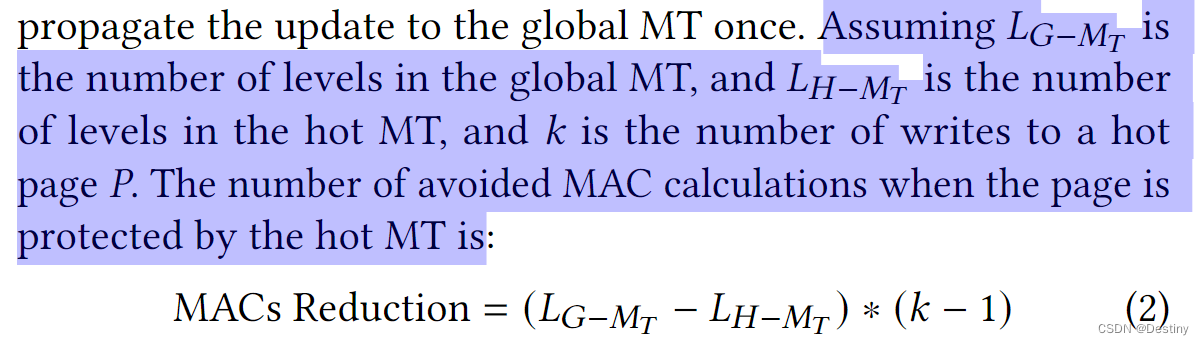 propagate the update to the global MT once. Assuming L_{G−M_T} is
the number of levels in the global MT, and L_{H−M_T} is the number
of levels in the hot MT, and k is the number of writes to a hot
page P. The number of avoided MAC calculations when the page is
protected by the hot MT is:
MACs Reduction = (L_{G−M_T} − L_{H−M_T}) * (k − 1) (2)
CSDN @Destiny